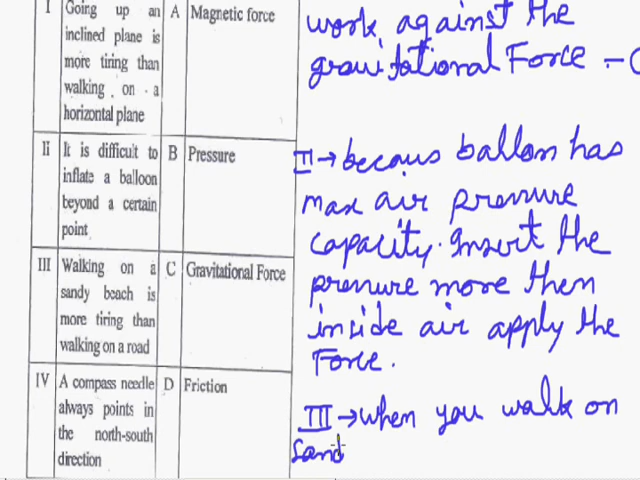 I Going up an A Magnetic force
inclined plane is
more tiring than
walking . on - a
horizontal plane
Ii It is difficult to B Pressure
inflate a balloon
beyond a certain
point
III Walking on a C Gravitational Force
sandy beach is
more tiring than
walking on a road
IV A compass needle D Friction
always points in
the north-south
direction
work against the
gravitational Force - C
II → becaus ballon has
max air pressure
capacity. Insert the
pressure more then
inside air apply the
Force.
III → when you walk on
sand